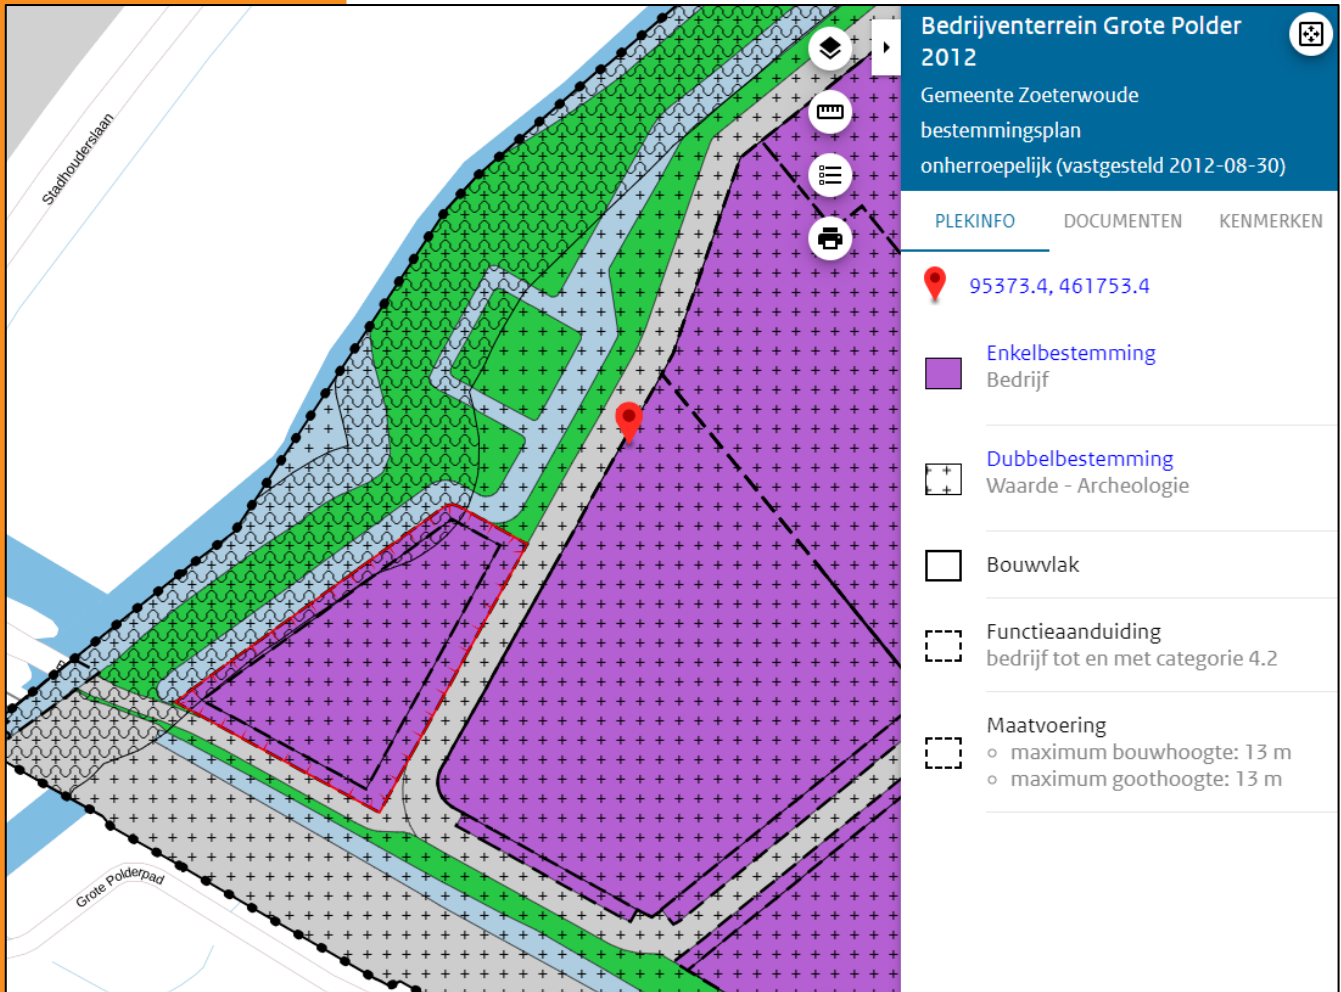 Stadhouderslaan
Grote Polderpad
Bedrijventerrein Grote Polder
2012
Gemeente Zoeterwoude
bestemmingsplan
onherroepelijk (vastgesteld 2012-08-30)
PLEKINFO DOCUMENTEN KENMERKEN
95373.4, 461753.4
Enkelbestemming
Bedrijf
Dubbelbestemming
Waarde - Archeologie
Bouwvlak
Functieaanduiding
bedrijf tot en met categorie 4.2
Maatvoering
maximum bouwhoogte: 13 m
maximum goothoogte: 13 m